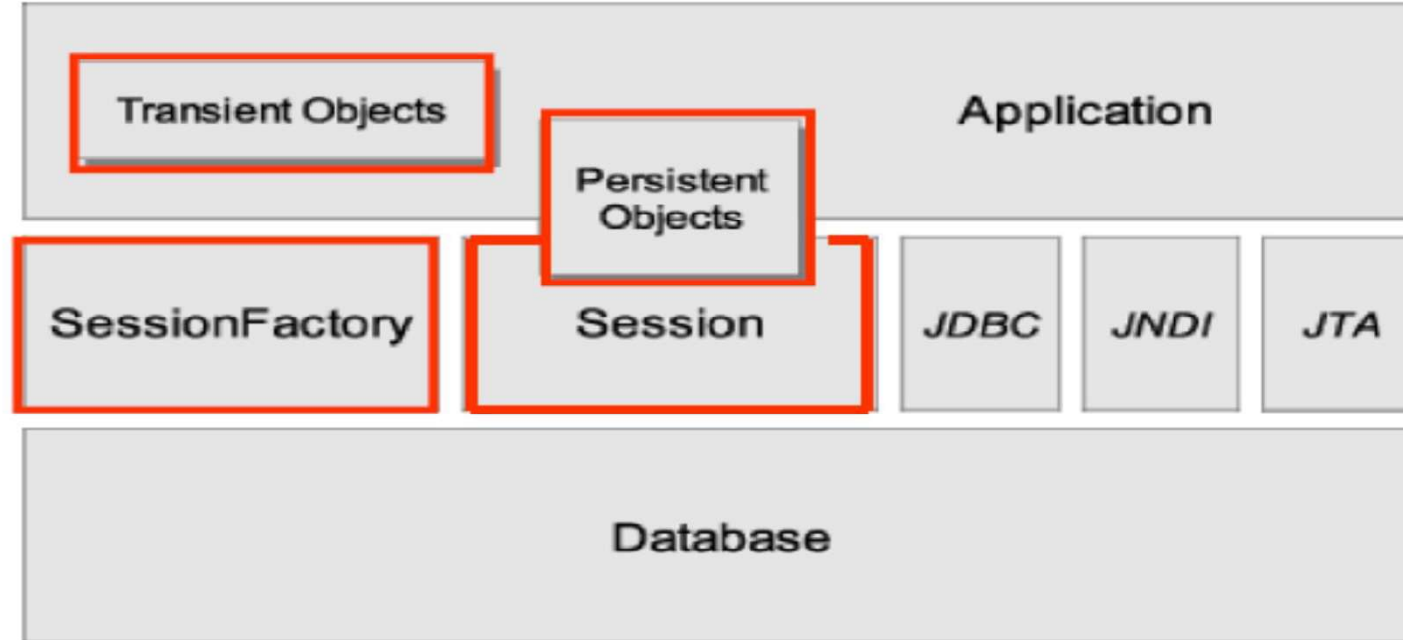 Transient Objects
Application
Persistent
Objects
SessionFactory
Session
JDBC
JNDI
JTA
Database